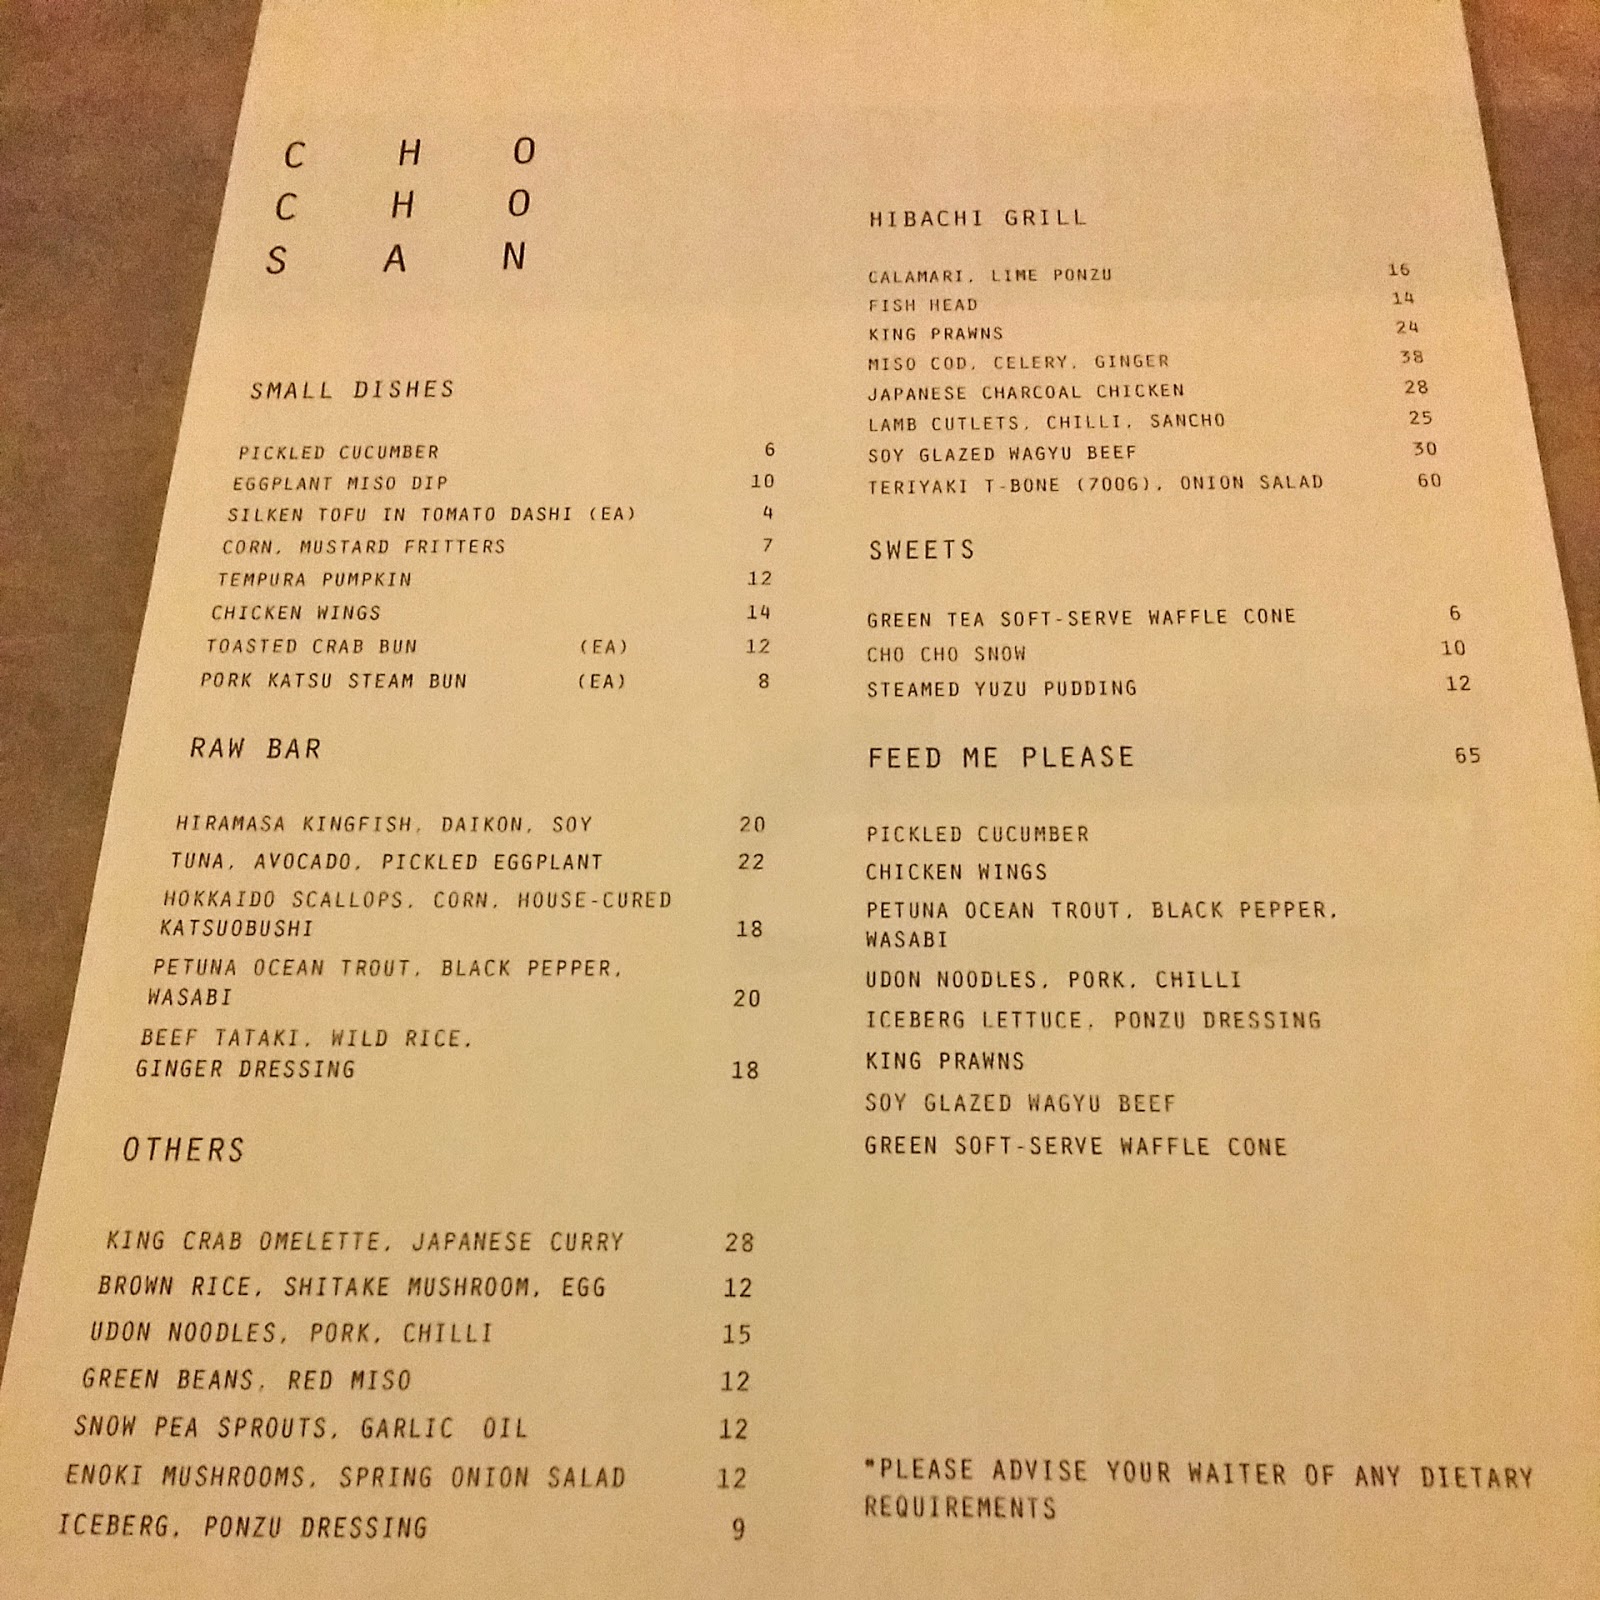 CHO
CHO
SAN
SMALL DISHES
PICKLED CUCUMBER 6
EGGPLANT MISO DIP 10
SILKEN TOFU IN TOMATO DASHI (EA) 4
CORN, MUSTARD FRITTERS 7
TEMPURA PUMPKIN 12
CHICKEN WINGS 14
TOASTED CRAB BUN (EA) 12
PORK KATSU STEAM BUN (EA) 8
RAW BAR
HIRAMASA KINGFISH, DAIKON, SOY 20
TUNA, AVOCADO, PICKLED EGGPLANT 22
HOKKAIDO SCALLOPS, CORN, HOUSE-CURED
KATSUOBUSHI 18
PETUNA OCEAN TROUT, BLACK PEPPER,
WASABI 20
BEEF TATAKI, WILD RICE,
GINGER DRESSING 18
OTHERS
KING CRAB OMELETTE, JAPANESE CURRY 28
BROWN RICE, SHITAKE MUSHROOM, EGG 12
UDON NOODLES, PORK, CHILLI 15
GREEN BEANS, RED MISO 12
SNOW PEA SPROUTS, GARLIC OIL 12
ENOKI MUSHROOMS, SPRING ONION SALAD 12
ICEBERG, PONZU DRESSING 9
HIBACHI GRILL
CALAMARI, LIME PONZU 16
FISH HEAD 14
KING PRAWNS 24
MISO COD, CELERY, GINGER 38
JAPANESE CHARCOAL CHICKEN 28
LAMB CUTLETS, CHILLI, SANCHO 25
SOY GLAZED WAGYU BEEF 30
TERIYAKI T-BONE (700G), ONION SALAD 60
SWEETS
GREEN TEA SOFT-SERVE WAFFLE CONE 6
CHO CHO SNOW 10
STEAMED YUZU PUDDING 12
FEED ME PLEASE 65
PICKLED CUCUMBER
CHICKEN WINGS
PETUNA OCEAN TROUT, BLACK PEPPER,
WASABI
UDON NOODLES, PORK, CHILLI
ICEBERG LETTUCE, PONZU DRESSING
KING PRAWNS
SOY GLAZED WAGYU BEEF
GREEN SOFT-SERVE WAFFLE CONE
*PLEASE ADVISE YOUR WAITER OF ANY DIETARY
REQUIREMENTS